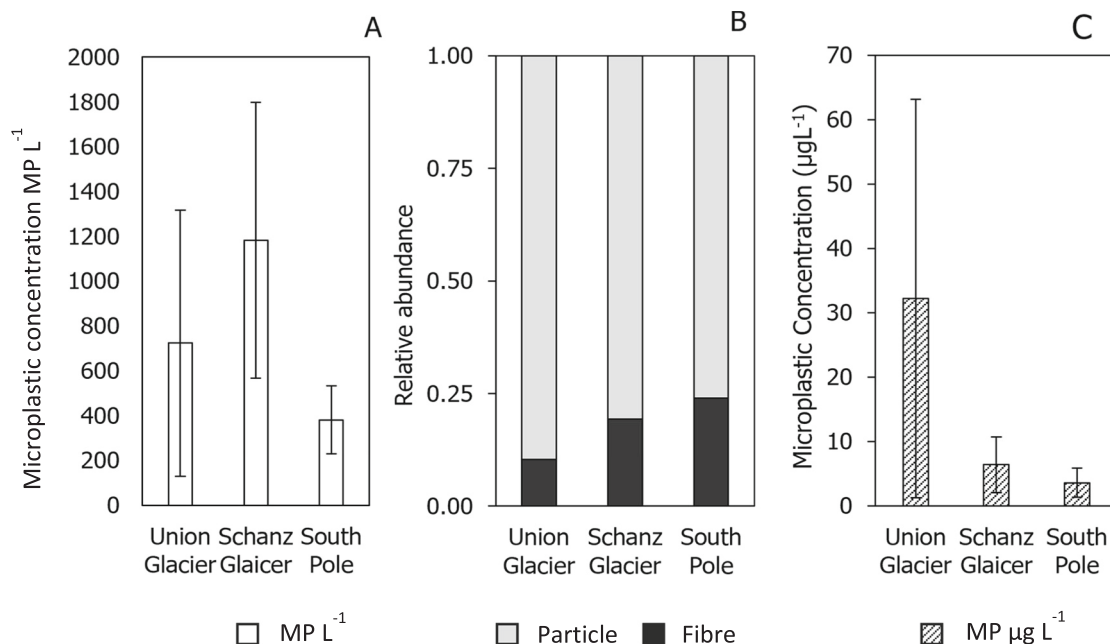 A
Microplastic concentration MP L⁻¹
2000
1800
1600
1400
1200
1000
800
600
400
200
0
Union
Glacier
Schanz
Glaicer
South
Pole
MP L⁻¹
B
Relative abundance
1.00
0.75
0.50
0.25
0.00
Union
Glacier
Schanz
Glacier
South
Pole
Particle
Fibre
C
Microplastic Concentration (µgL⁻¹)
70
60
50
40
30
20
10
0
Union
Glacier
Schanz
Glaicer
South
Pole
MP µg L⁻¹